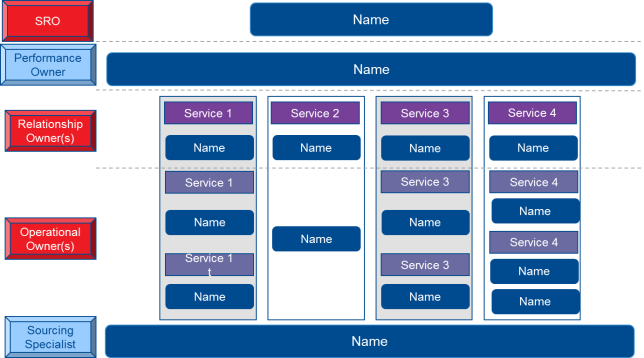 SRO
Name
Performance
Owner
Name
Relationship
Owner(s)
Service 1
Service 2
Service 3
Service 4
Name
Name
Name
Name
Operational
Owner(s)
Service 1
Service 3
Service 4
Name
Name
Name
Name
Service 4
Service 1
t
Service 3
Name
Name
Name
Name
Sourcing
Specialist
Name